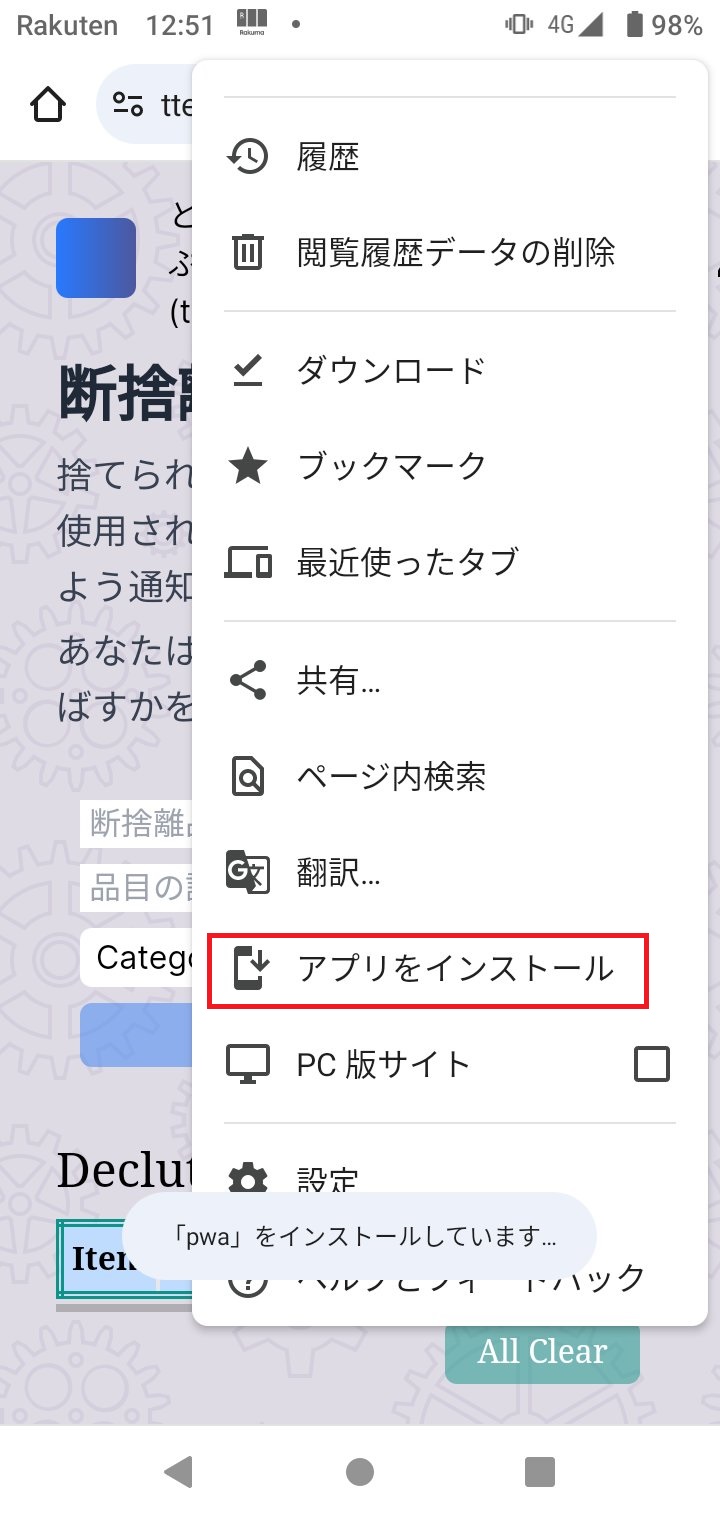 Rakuten 12:51 Rakuma 4G 98%
tte
履歴
閲覧履歴データの削除
ダウンロード
ブックマーク
最近使ったタブ
共有...
ページ内検索
翻訳...
アプリをインストール
PC 版サイト
設定
「pwa」をインストールしています...
ヘルプとフィードバック
と
ぶ
(t
断捨離
捨てられ
使用され
よう通知
あなたは
ばすかを
断捨離品
品目の説
Catego
Declut
Item
All Clear